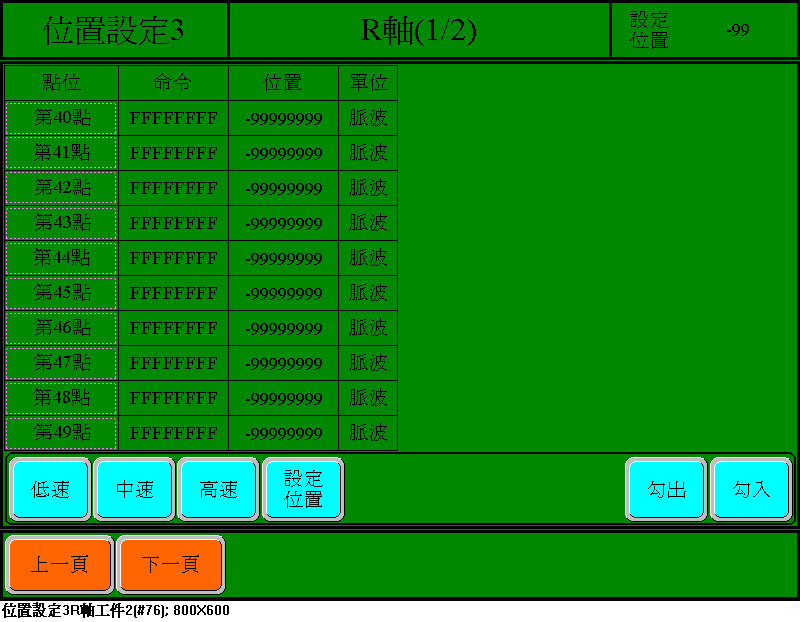 位置設定3 R軸(1/2) 設定位置 -99
點位 命令 位置 單位
第40點 FFFFFFFF -99999999 脈波
第41點 FFFFFFFF -99999999 脈波
第42點 FFFFFFFF -99999999 脈波
第43點 FFFFFFFF -99999999 脈波
第44點 FFFFFFFF -99999999 脈波
第45點 FFFFFFFF -99999999 脈波
第46點 FFFFFFFF -99999999 脈波
第47點 FFFFFFFF -99999999 脈波
第48點 FFFFFFFF -99999999 脈波
第49點 FFFFFFFF -99999999 脈波
低速 中速 高速 設定位置 勾出 勾入
上一頁 下一頁
位置設定3R軸工件2(#76); 800X600